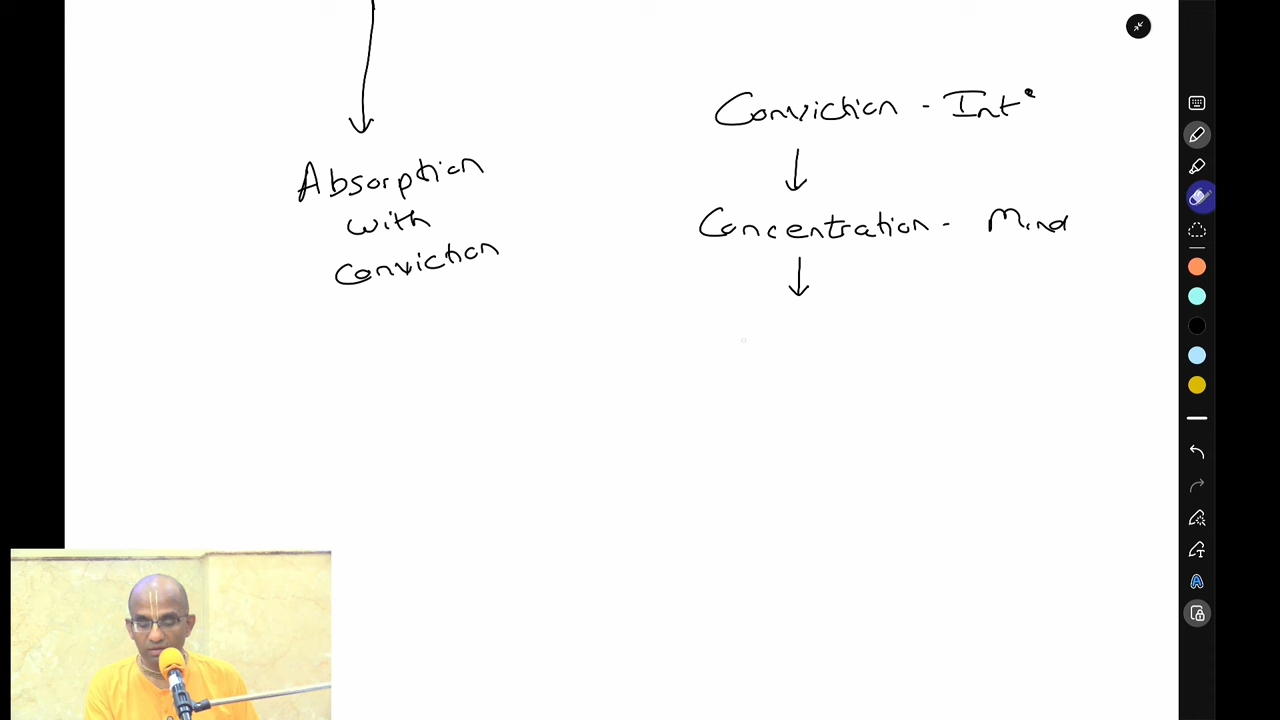 Absorption
with
Conviction
Conviction - Int•
Concentration - Mind